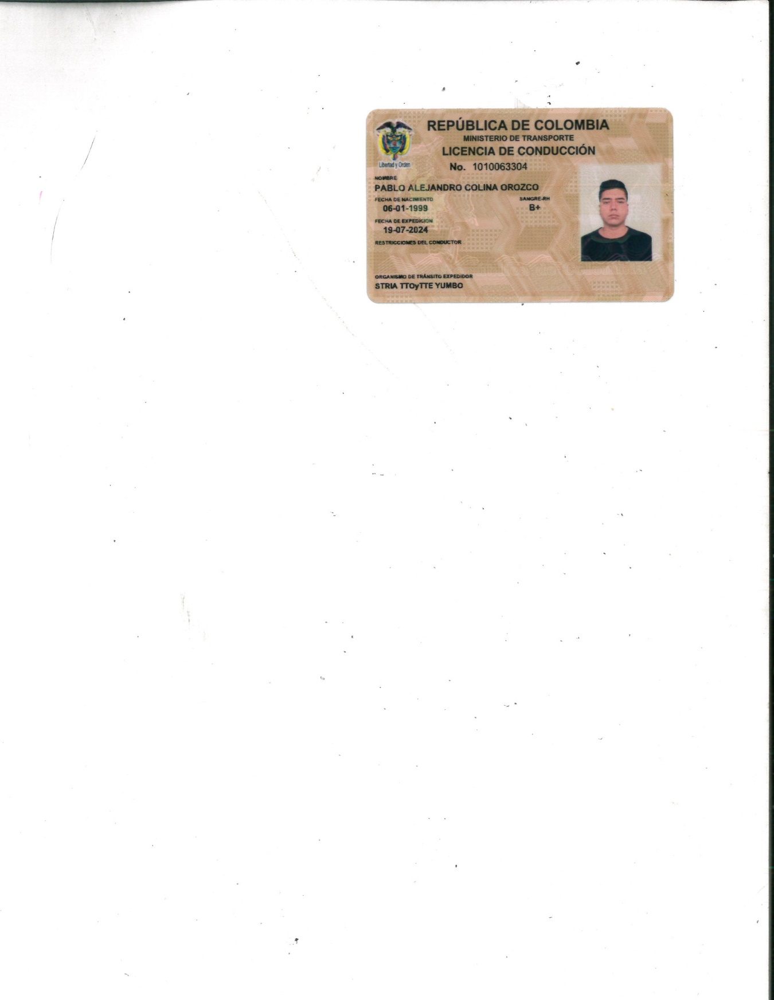 REPÚBLICA DE COLOMBIA
MINISTERIO DE TRANSPORTE
LICENCIA DE CONDUCCIÓN
Libertad y Orden
No. 1010063304
NOMBRE
PABLO ALEJANDRO COLINA OROZCO
FECHA DE NACIMIENTO SANGRE-RH
06-01-1999 B+
FECHA DE EXPEDICION
19-07-2024
RESTRICCIONES DEL CONDUCTOR
ORGANISMO DE TRÁNSITO EXPEDIDOR
STRIA TTOyTTE YUMBO